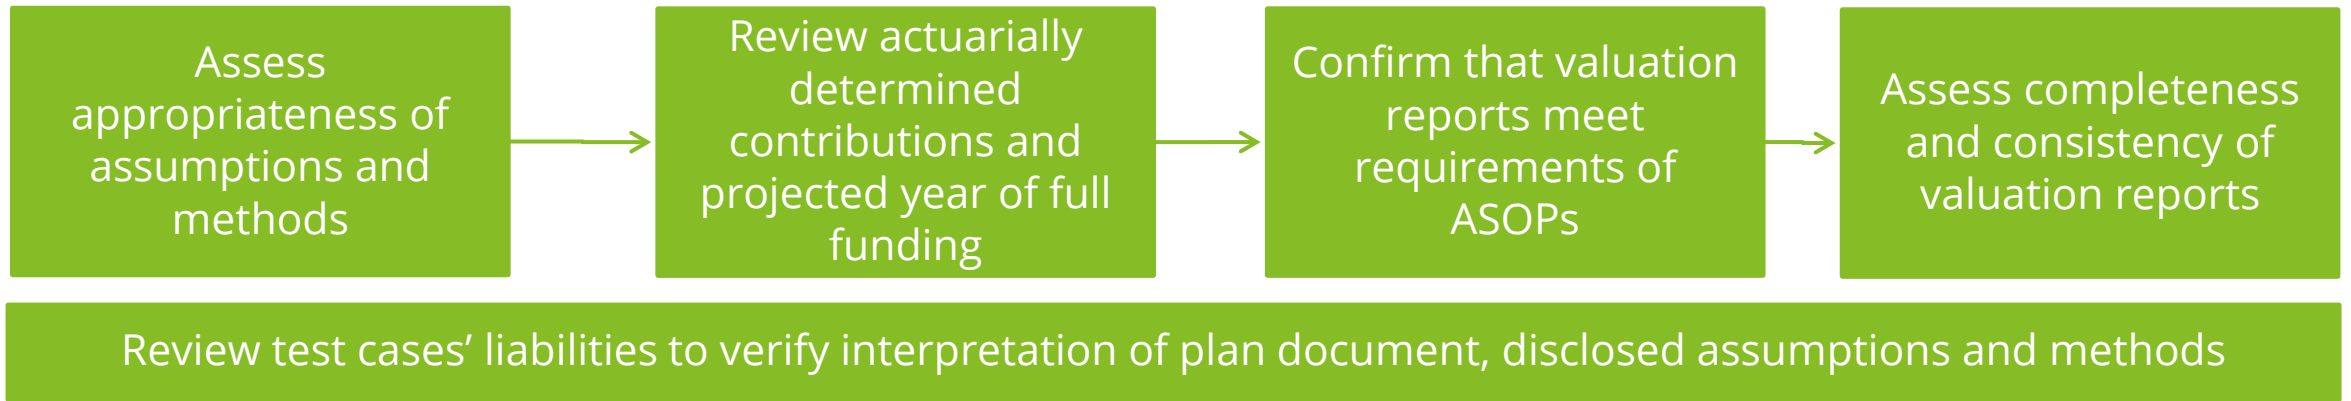 Assess
appropriateness of
assumptions and
methods
Review actuarially
determined
contributions and
projected year of full
funding
Confirm that valuation
reports meet
requirements of
ASOPs
Assess completeness
and consistency of
valuation reports
Review test cases’ liabilities to verify interpretation of plan document, disclosed assumptions and methods